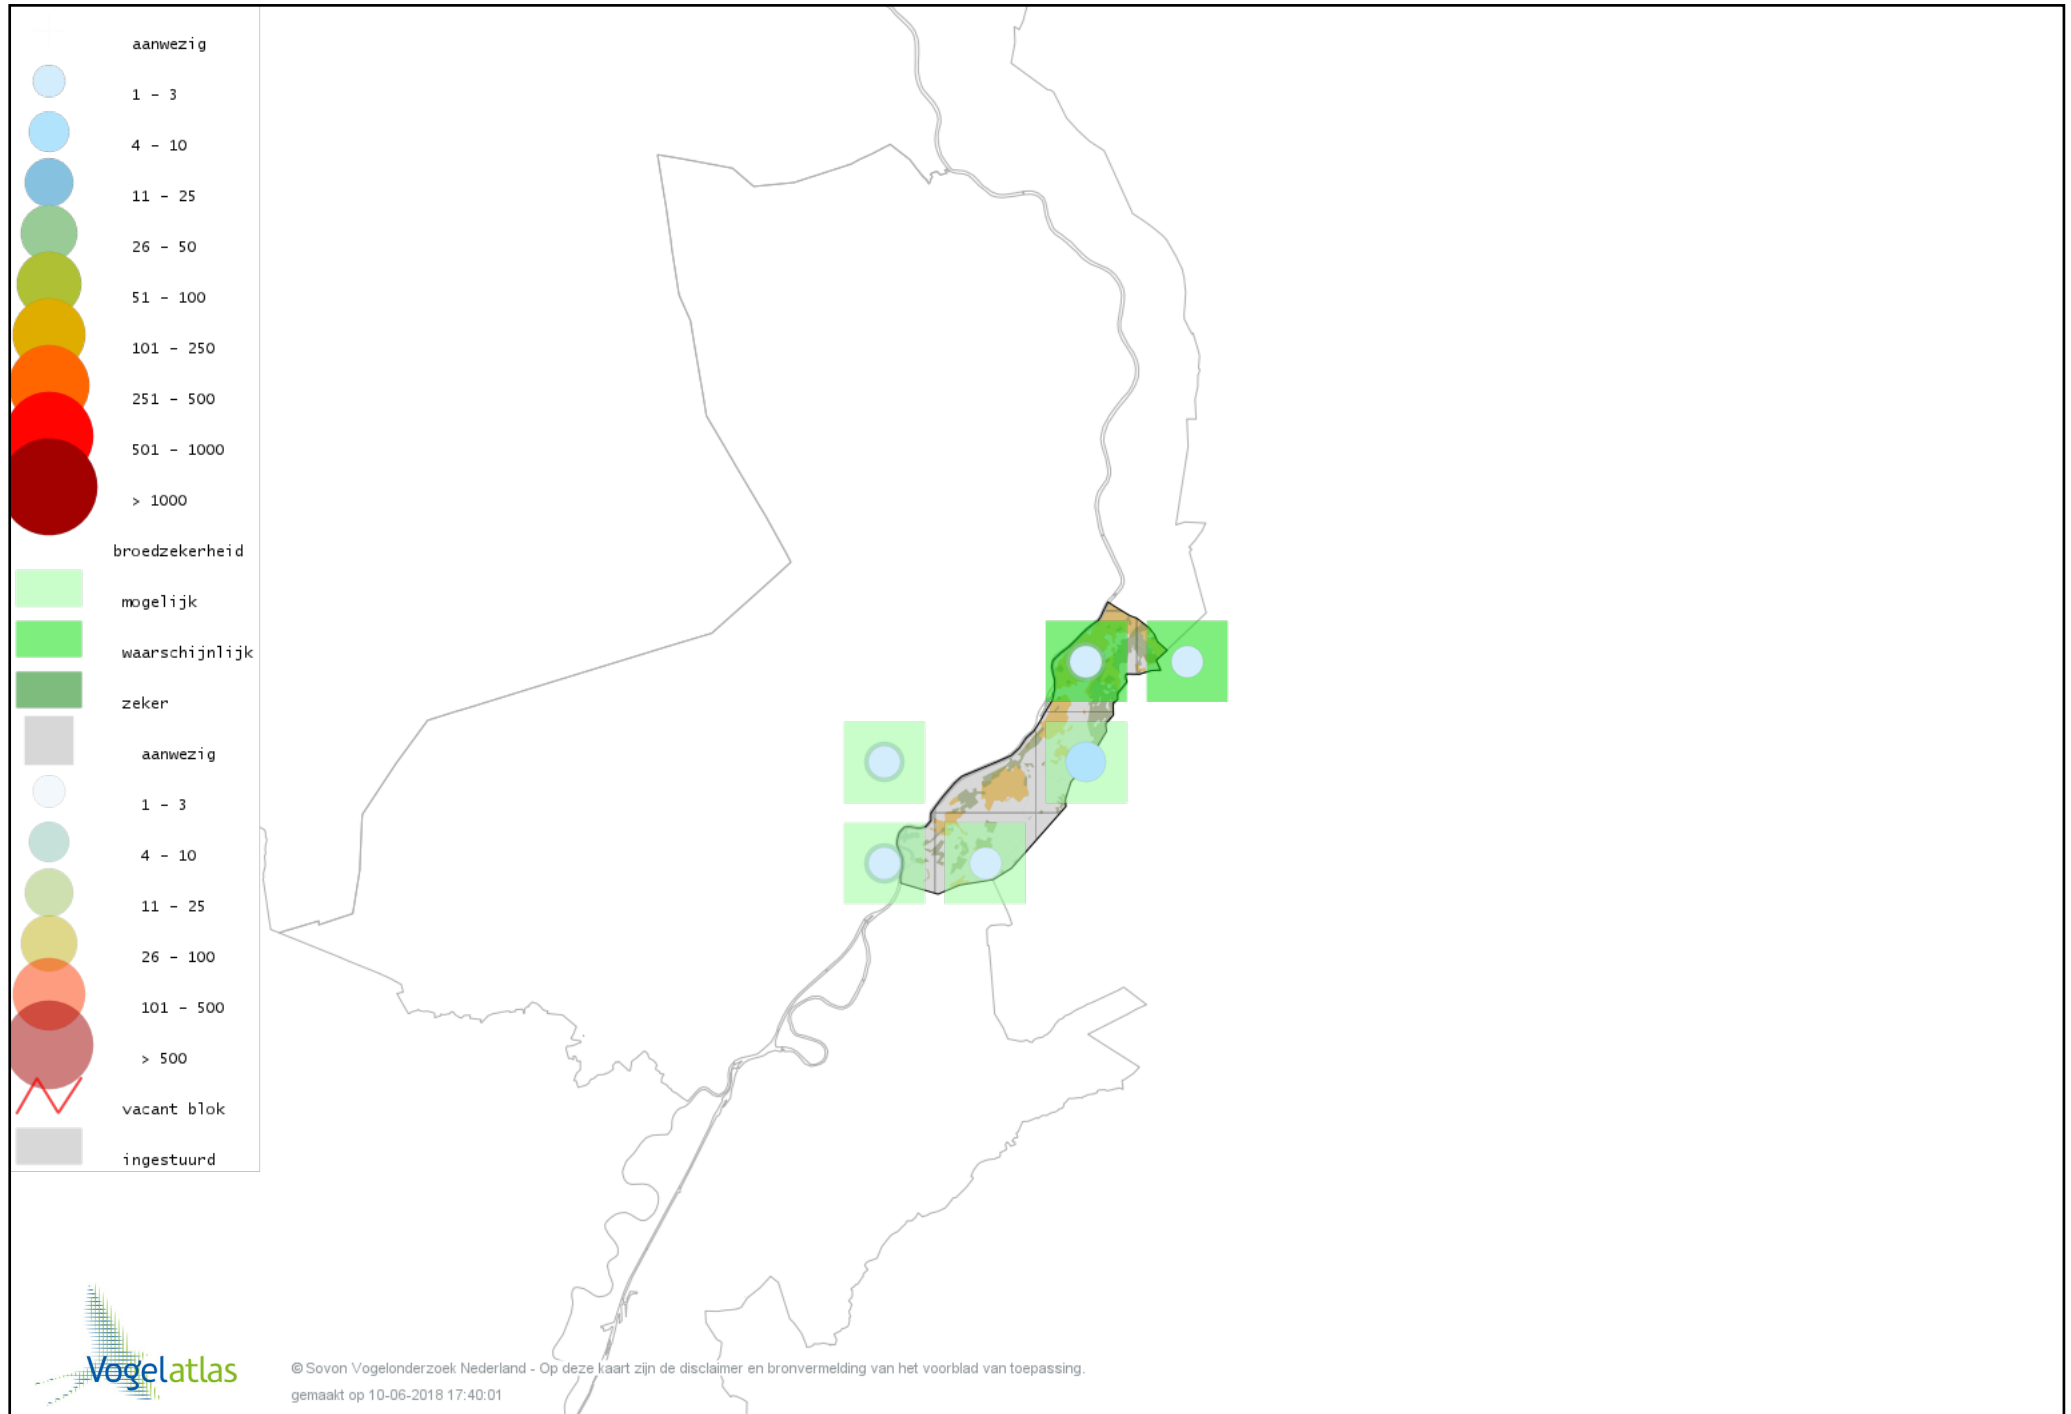 aanwezig
1 - 3
4 - 10
11 - 25
26 - 50
51 - 100
101 - 250
251 - 500
501 - 1000
> 1000
broedzekerheid
mogelijk
waarschijnlijk
zeker
aanwezig
1 - 3
4 - 10
11 - 25
26 - 100
101 - 500
> 500
vacant blok
ingestuurd
Vogelatlas
© Sovon Vogelonderzoek Nederland - Op deze kaart zijn de disclaimer en bronvermelding van het voorblad van toepassing.
gemaakt op 10-06-2018 17:40:01